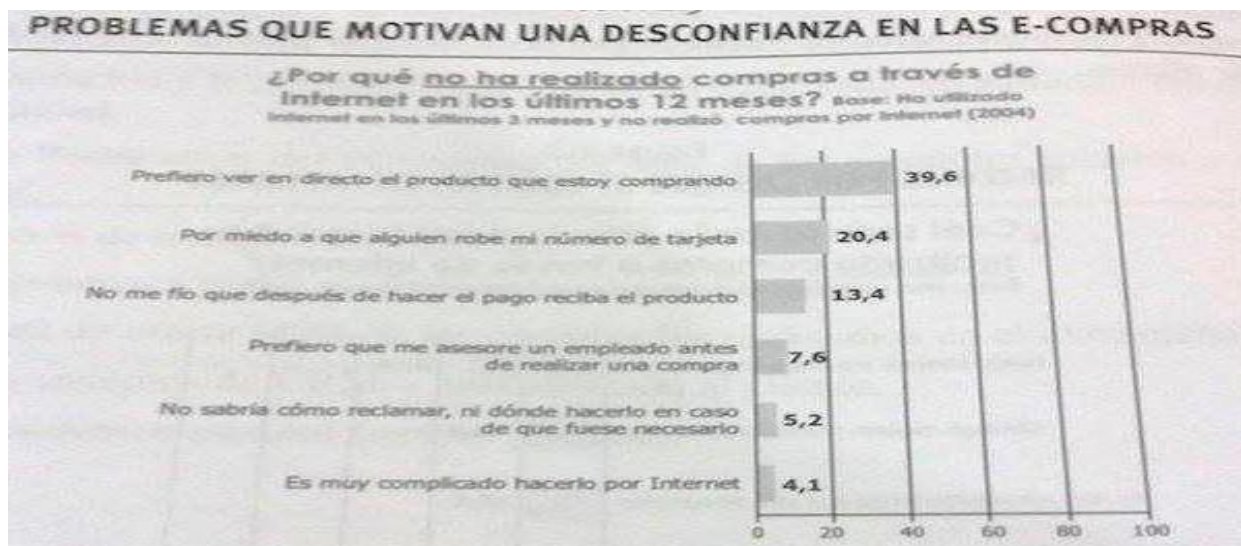 PROBLEMAS QUE MOTIVAN UNA DESCONFIANZA EN LAS E-COMPRAS
¿Por qué no ha realizado compras a través de
Internet en los últimos 12 meses? Base: Ha utilizado
Internet en los últimos 3 meses y no realizó compras por Internet (2004)
Prefiero ver en directo el producto que estoy comprando 39,6
Por miedo a que alguien robe mi número de tarjeta 20,4
No me fío que después de hacer el pago reciba el producto 13,4
Prefiero que me asesore un empleado antes
de realizar una compra 7,6
No sabría cómo reclamar, ni dónde hacerlo en caso
de que fuese necesario 5,2
Es muy complicado hacerlo por Internet 4,1
0 20 40 60 80 100